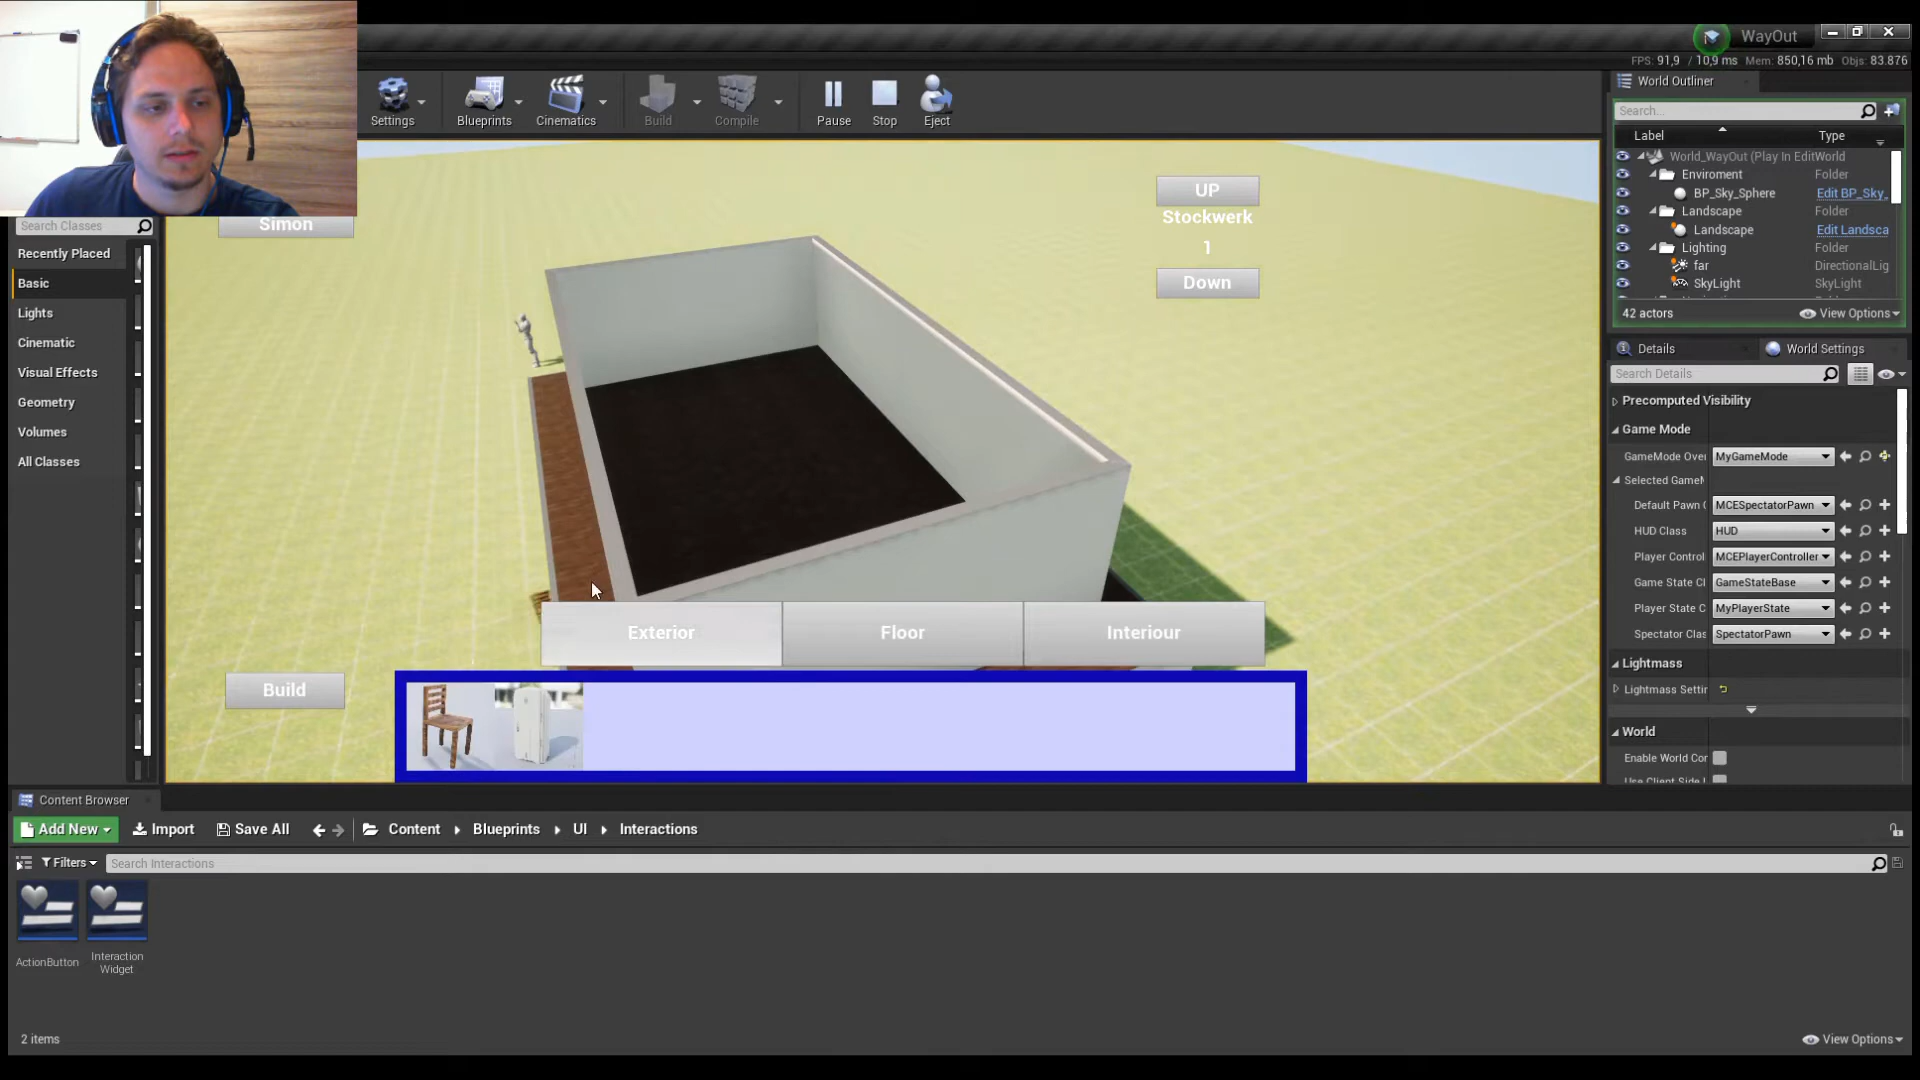 WayOut
FPS: 91,9 / 10,9 ms Mem: 850,16 mb Objs: 83.876
Settings
Blueprints
Cinematics
Build
Compile
Pause
Stop
Eject
World Outliner
Search...
Label Type
World_WayOut (Play In Edit World
Enviroment Folder
BP_Sky_Sphere Edit BP_Sky_
Landscape Folder
Landscape Edit Landsca
Lighting Folder
far DirectionalLig
SkyLight SkyLight
42 actors View Options
Search Classes
Recently Placed
Basic
Lights
Cinematic
Visual Effects
Geometry
Volumes
All Classes
Simon
UP
Stockwerk
1
Down
Exterior Floor Interiour
Build
Details World Settings
Search Details
Precomputed Visibility
Game Mode
GameMode Over MyGameMode
Selected GameM
Default Pawn C MCESpectatorPawn
HUD Class HUD
Player Control MCEPlayerController
Game State Cl GameStateBase
Player State C MyPlayerState
Spectator Clas SpectatorPawn
Lightmass
Lightmass Settir
World
Enable World Cor
Content Browser
Add New Import Save All Content Blueprints UI Interactions
Filters Search Interactions
ActionButton
Interaction
Widget
2 items View Options